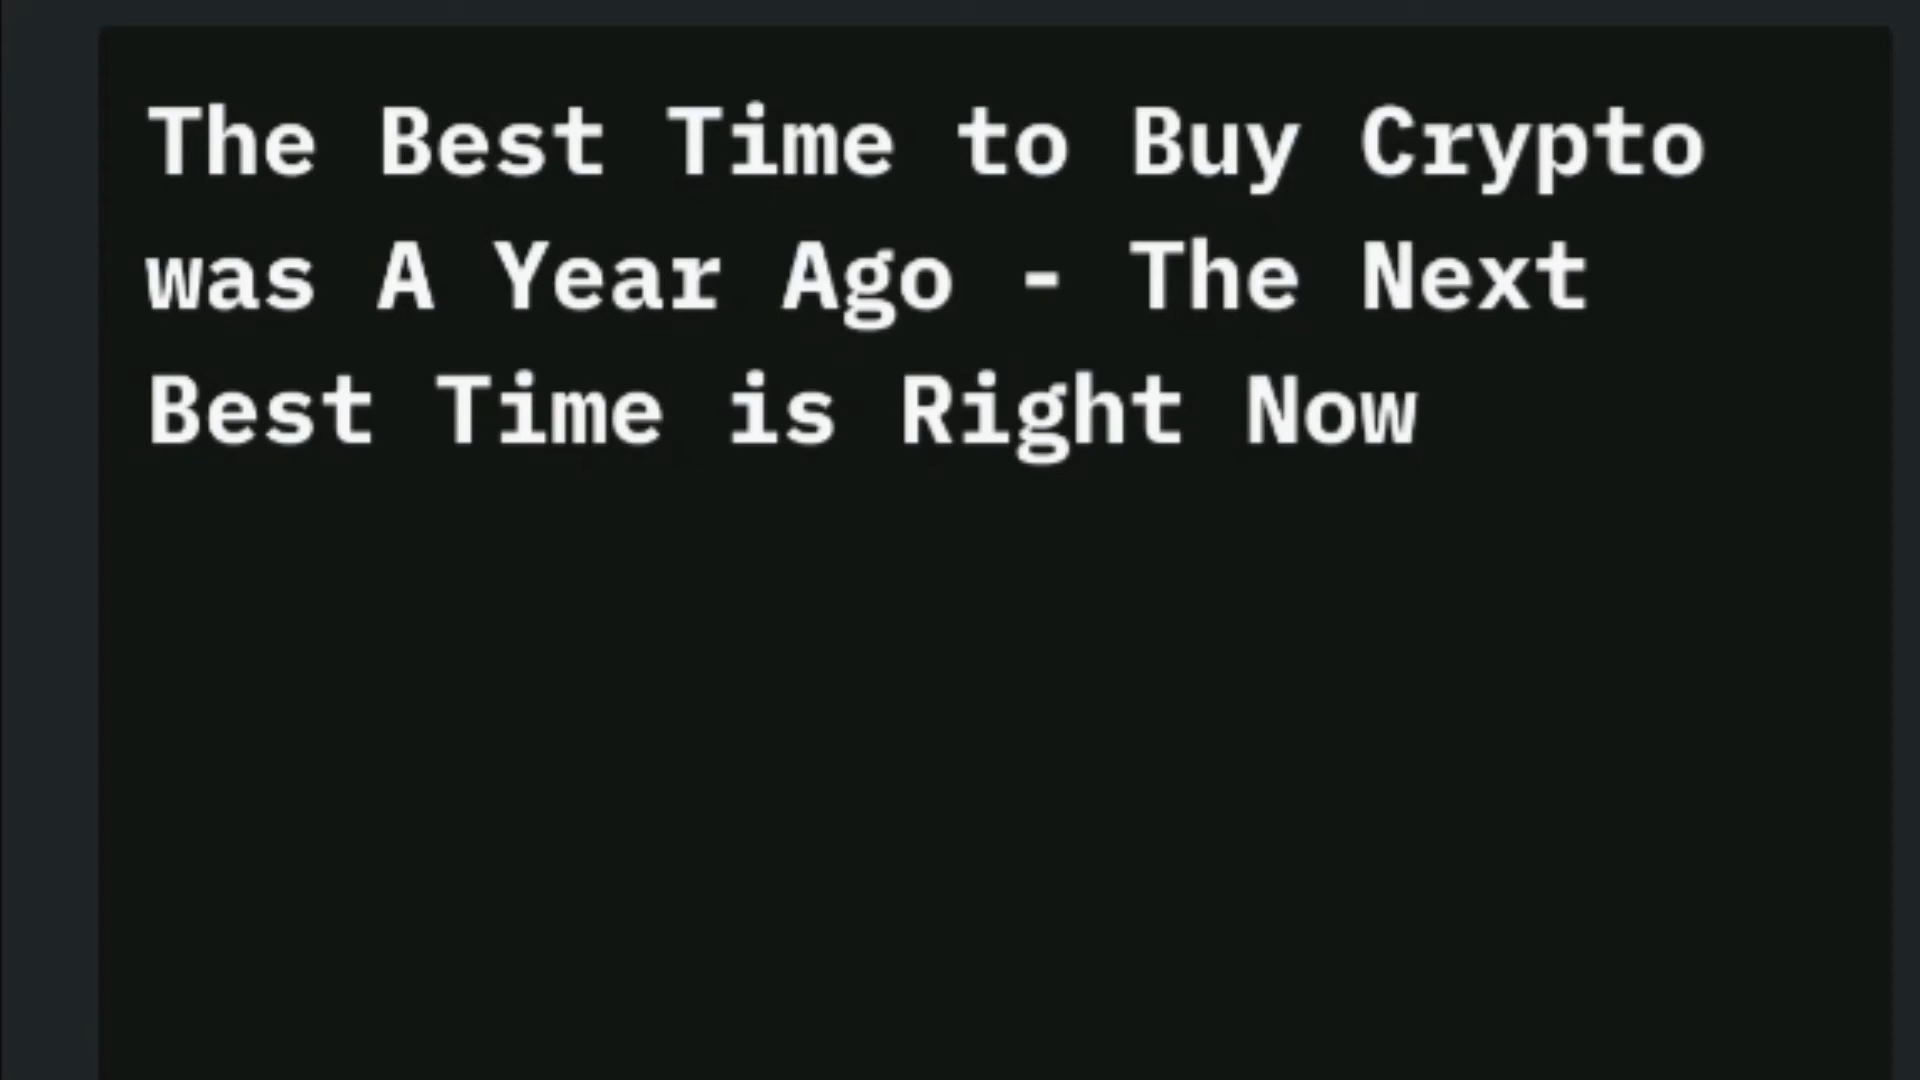 The Best Time to Buy Crypto
was A Year Ago - The Next
Best Time is Right Now